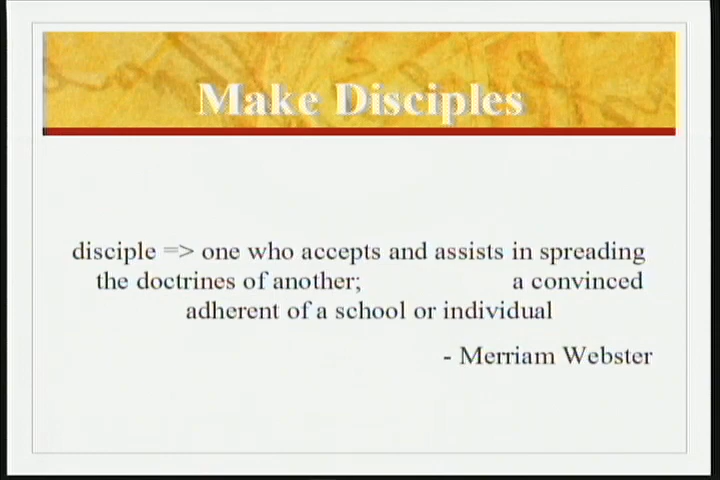 Make Disciples
disciple => one who accepts and assists in spreading
the doctrines of another; a convinced
adherent of a school or individual
- Merriam Webster